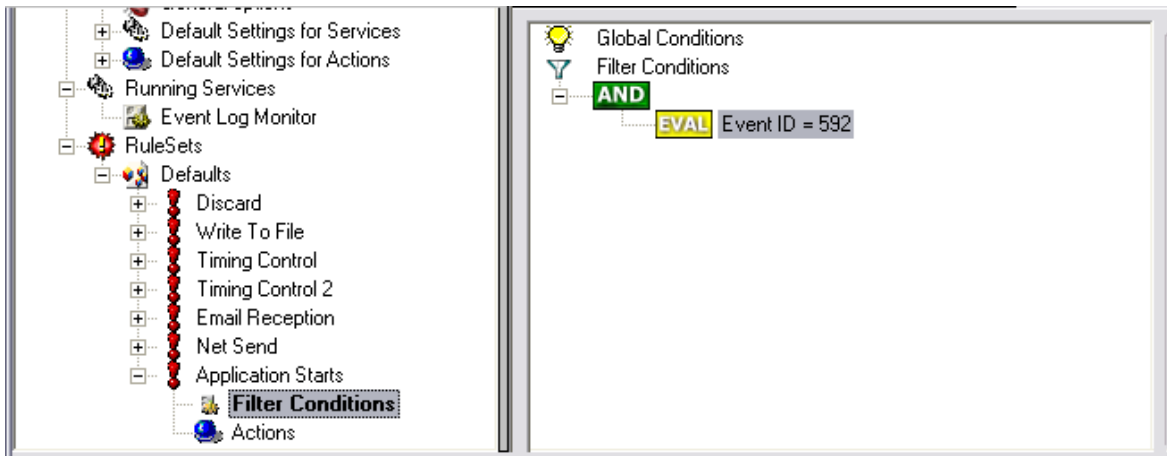 General Options
Default Settings for Services
Default Settings for Actions
Running Services
Event Log Monitor
RuleSets
Defaults
Discard
Write To File
Timing Control
Timing Control 2
Email Reception
Net Send
Application Starts
Filter Conditions
Actions
Global Conditions
Filter Conditions
AND
EVAL Event ID = 592